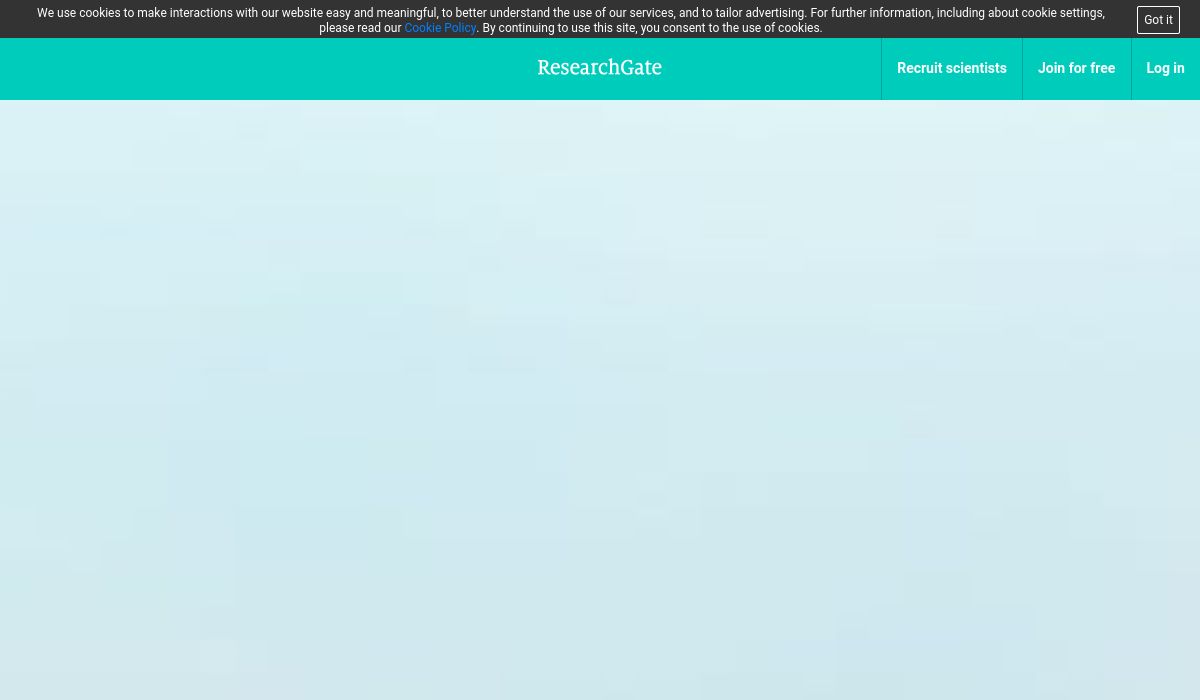 We use cookies to make interactions with our website easy and meaningful, to better understand the use of our services, and to tailor advertising. For further information, including about cookie settings,
please read our Cookie Policy. By continuing to use this site, you consent to the use of cookies.
Got it
ResearchGate
Recruit scientists
Join for free
Log in